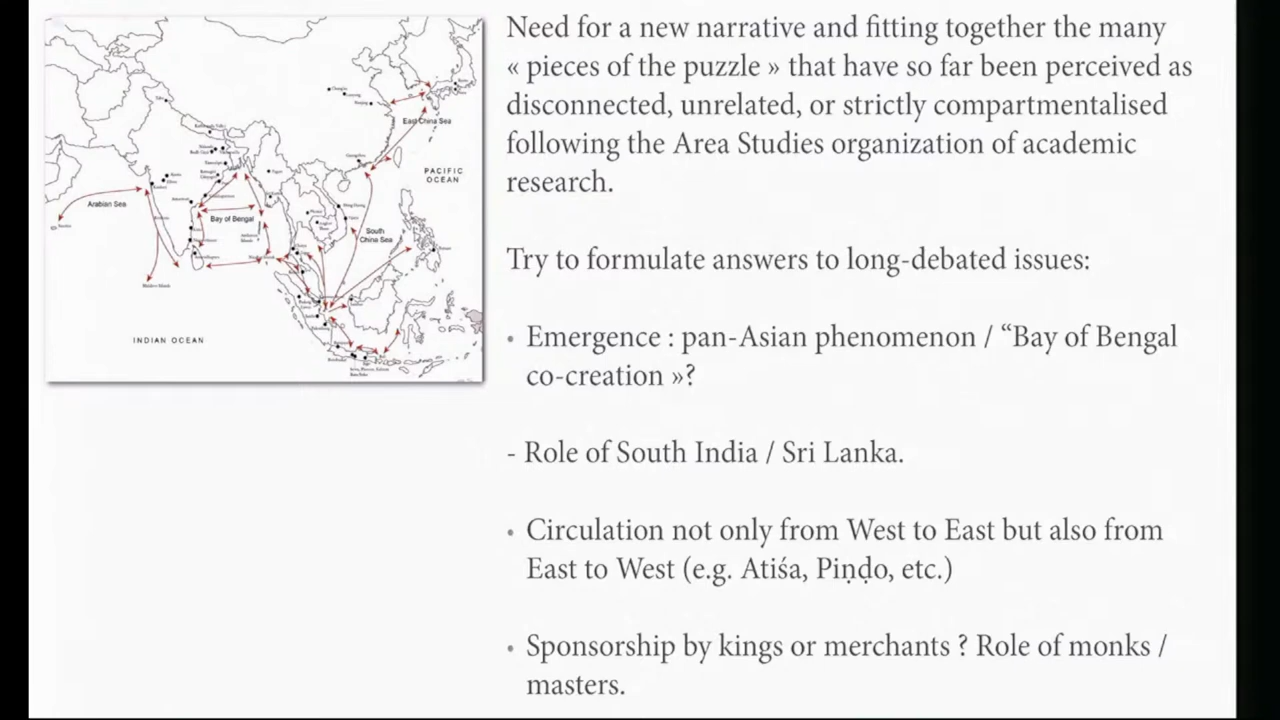 Need for a new narrative and fitting together the many
« pieces of the puzzle » that have so far been perceived as
disconnected, unrelated, or strictly compartmentalised
following the Area Studies organization of academic
research.
Try to formulate answers to long-debated issues:
• Emergence : pan-Asian phenomenon / “Bay of Bengal
co-creation »?
- Role of South India / Sri Lanka.
• Circulation not only from West to East but also from
East to West (e.g. Atiśa, Piṇḍo, etc.)
• Sponsorship by kings or merchants ? Role of monks /
masters.
East China Sea
PACIFIC
OCEAN
Arabian Sea
Bay of Bengal
South
China Sea
INDIAN OCEAN